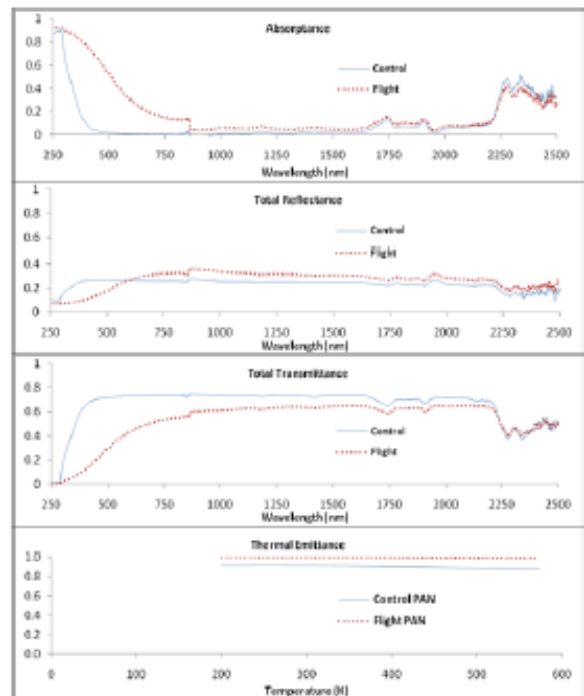 Absorptance
1
0.8
0.6
0.4
0.2
0
Control
Flight
250 500 750 1000 1250 1500 1750 2000 2250 2500
Wavelength (nm)
Total Reflectance
1
0.8
0.6
0.4
0.2
0
Control
Flight
250 500 750 1000 1250 1500 1750 2000 2250 2500
Wavelength (nm)
Total Transmittance
1
0.8
0.6
0.4
0.2
0
Control
Flight
250 500 750 1000 1250 1500 1750 2000 2250 2500
Wavelength (nm)
Thermal Emittance
1.0
0.8
0.6
0.4
0.2
0.0
Control PAN
Flight PAN
0 100 200 300 400 500 600
Temperature (K)